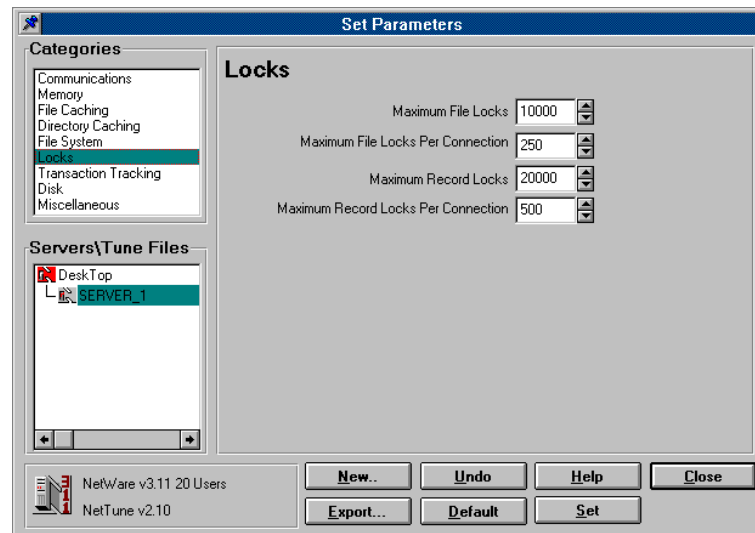 Set Parameters
Categories
Communications
Memory
File Caching
Directory Caching
File System
Locks
Transaction Tracking
Disk
Miscellaneous
Servers\Tune Files
DeskTop
SERVER_1
Locks
Maximum File Locks 10000
Maximum File Locks Per Connection 250
Maximum Record Locks 20000
Maximum Record Locks Per Connection 500
NetWare v3.11 20 Users
NetTune v2.10
New.. Undo Help Close
Export... Default Set